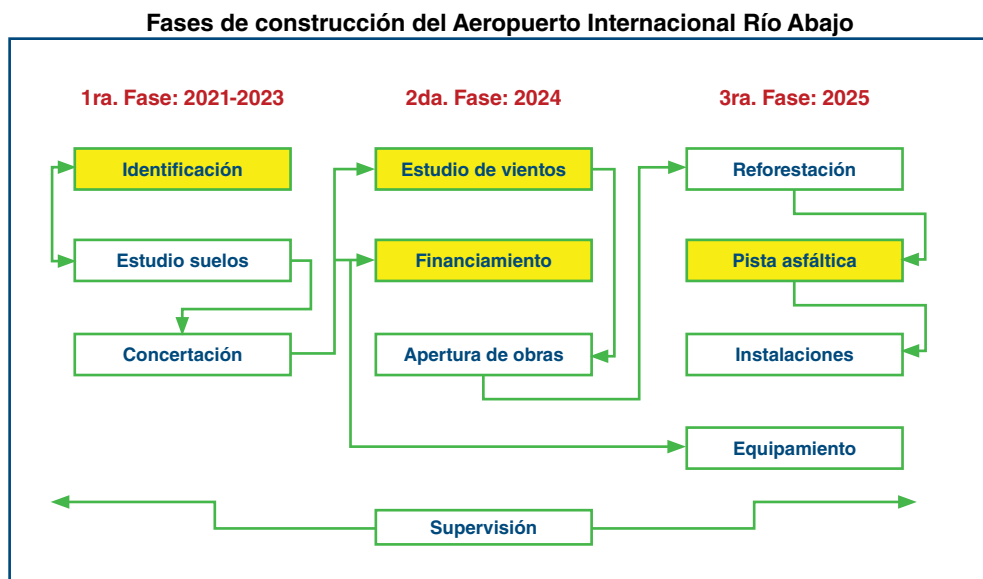 Fases de construcción del Aeropuerto Internacional Río Abajo
1ra. Fase: 2021-2023
2da. Fase: 2024
3ra. Fase: 2025
Identificación
Estudio de vientos
Reforestación
Estudio suelos
Financiamiento
Pista asfáltica
Concertación
Apertura de obras
Instalaciones
Equipamiento
Supervisión